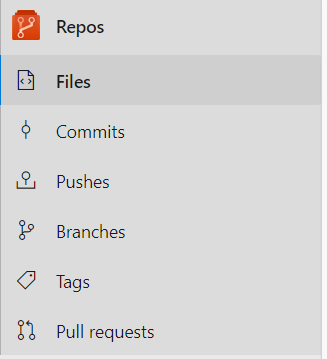 Repos
Files
Commits
Pushes
Branches
Tags
Pull requests